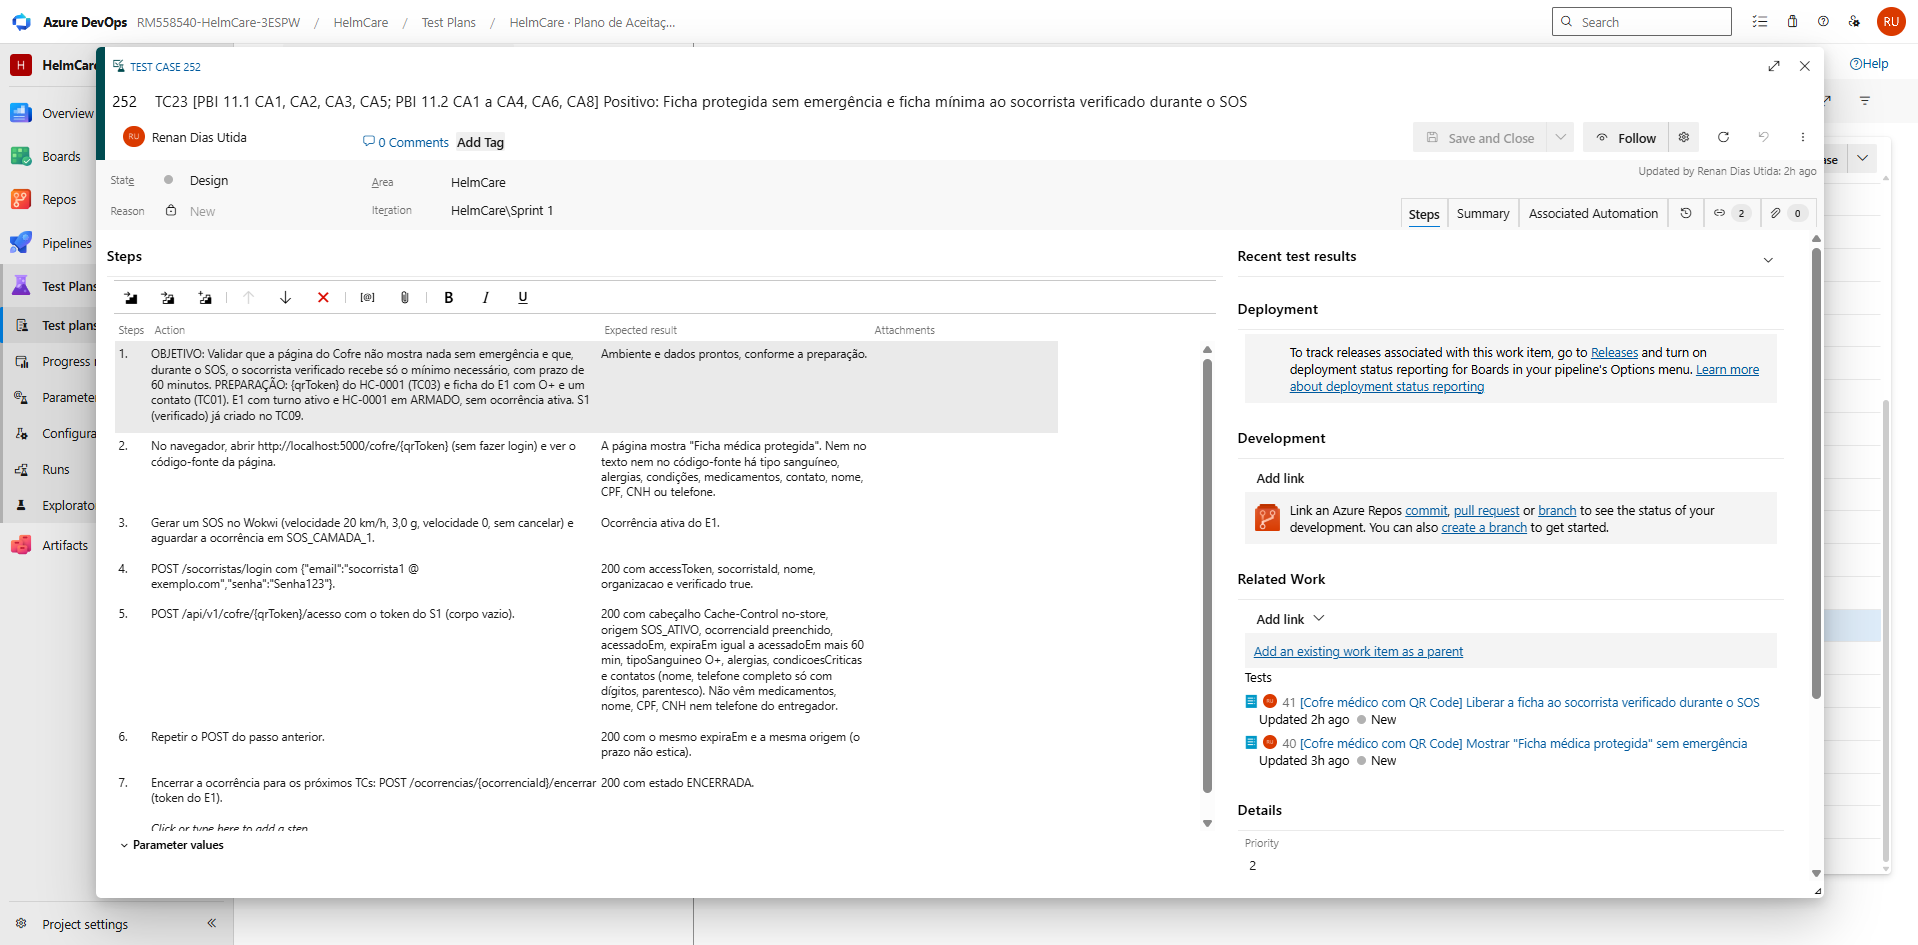 Azure DevOps RM558540-HelmCare-3ESPW / HelmCare / Test Plans / HelmCare · Plano de Aceitaç...
Search
RU
H HelmCare
Help
Overview
Boards
Repos
Pipelines
Test Plans
Test plans
Progress r
Paramete
Configura
Runs
Explorato
Artifacts
Project settings
TEST CASE 252
252 TC23 [PBI 11.1 CA1, CA2, CA3, CA5; PBI 11.2 CA1 a CA4, CA6, CA8] Positivo: Ficha protegida sem emergência e ficha mínima ao socorrista verificado durante o SOS
RU Renan Dias Utida
0 Comments Add Tag
Save and Close
Follow
ase
State Design
Area HelmCare
Updated by Renan Dias Utida: 2h ago
Reason New
Iteration HelmCare\Sprint 1
Steps Summary Associated Automation 2 0
Steps
B I U
Steps Action Expected result Attachments
1. OBJETIVO: Validar que a página do Cofre não mostra nada sem emergência e que,
durante o SOS, o socorrista verificado recebe só o mínimo necessário, com prazo de
60 minutos. PREPARAÇÃO: {qrToken} do HC-0001 (TC03) e ficha do E1 com O+ e um
contato (TC01). E1 com turno ativo e HC-0001 em ARMADO, sem ocorrência ativa. S1
(verificado) já criado no TC09.
Ambiente e dados prontos, conforme a preparação.
2. No navegador, abrir http://localhost:5000/cofre/{qrToken} (sem fazer login) e ver o
código-fonte da página.
A página mostra "Ficha médica protegida". Nem no
texto nem no código-fonte há tipo sanguíneo,
alergias, condições, medicamentos, contato, nome,
CPF, CNH ou telefone.
3. Gerar um SOS no Wokwi (velocidade 20 km/h, 3,0 g, velocidade 0, sem cancelar) e
aguardar a ocorrência em SOS_CAMADA_1.
Ocorrência ativa do E1.
4. POST /socorristas/login com {"email":"socorrista1 @
exemplo.com","senha":"Senha123"}.
200 com accessToken, socorristaId, nome,
organizacao e verificado true.
5. POST /api/v1/cofre/{qrToken}/acesso com o token do S1 (corpo vazio).
200 com cabeçalho Cache-Control no-store,
origem SOS_ATIVO, ocorrenciaId preenchido,
acessadoEm, expiraEm igual a acessadoEm mais 60
min, tipoSanguineo O+, alergias, condicoesCriticas
e contatos (nome, telefone completo só com
dígitos, parentesco). Não vêm medicamentos,
nome, CPF, CNH nem telefone do entregador.
6. Repetir o POST do passo anterior.
200 com o mesmo expiraEm e a mesma origem (o
prazo não estica).
7. Encerrar a ocorrência para os próximos TCs: POST /ocorrencias/{ocorrenciaId}/encerrar
(token do E1).
200 com estado ENCERRADA.
Click or type here to add a step
Parameter values
Recent test results
Deployment
To track releases associated with this work item, go to Releases and turn on
deployment status reporting for Boards in your pipeline's Options menu. Learn more
about deployment status reporting
Development
Add link
Link an Azure Repos commit, pull request or branch to see the status of your
development. You can also create a branch to get started.
Related Work
Add link
Add an existing work item as a parent
Tests
RU 41 [Cofre médico com QR Code] Liberar a ficha ao socorrista verificado durante o SOS
Updated 2h ago New
RU 40 [Cofre médico com QR Code] Mostrar "Ficha médica protegida" sem emergência
Updated 3h ago New
Details
Priority
2